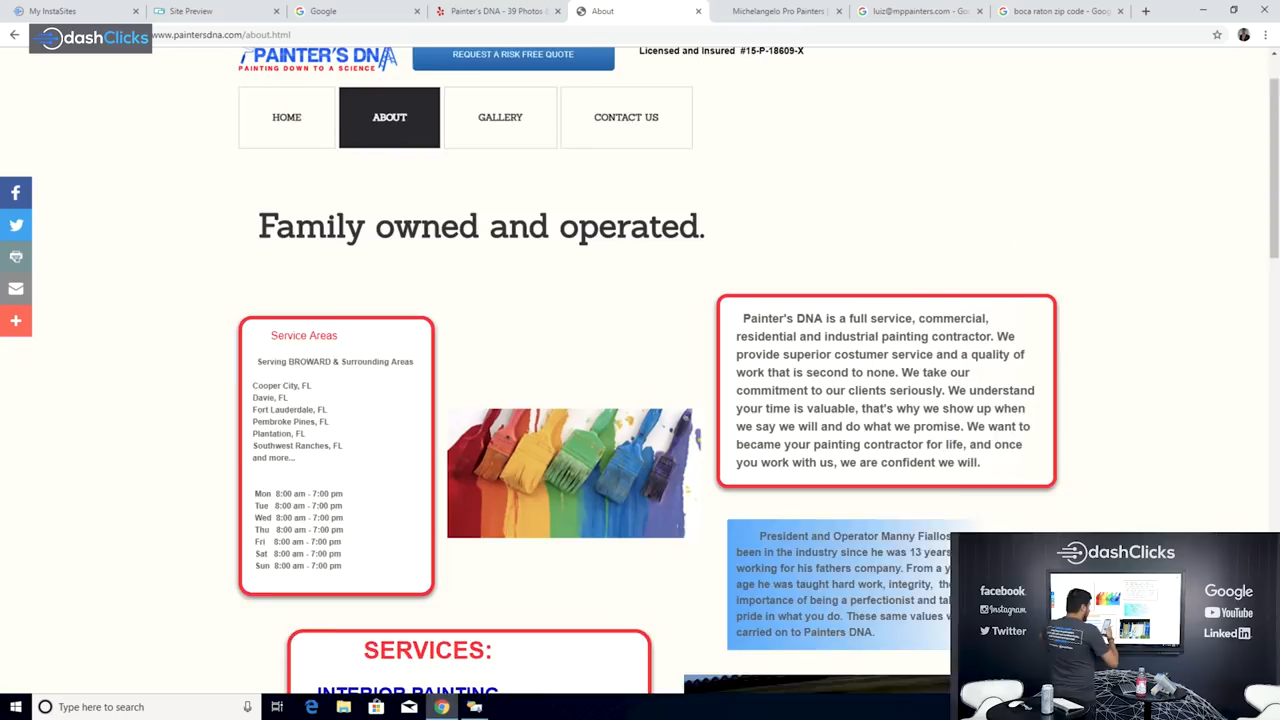 My InstaSites
Site Preview
Google
Painter's DNA - 39 Photos &
About
Michelangelo Pro Painters |
luiz@mppainters.com - Goo
boca raton zip code - Goog
dashClicks
www.paintersdna.com/about.html
PAINTER'S DNA
PAINTING DOWN TO A SCIENCE
REQUEST A RISK FREE QUOTE
Licensed and Insured #15-P-18609-X
HOME
ABOUT
GALLERY
CONTACT US
Family owned and operated.
Service Areas
Serving BROWARD & Surrounding Areas
Cooper City, FL
Davie, FL
Fort Lauderdale, FL
Pembroke Pines, FL
Plantation, FL
Southwest Ranches, FL
and more...
Mon 8:00 am - 7:00 pm
Tue 8:00 am - 7:00 pm
Wed 8:00 am - 7:00 pm
Thu 8:00 am - 7:00 pm
Fri 8:00 am - 7:00 pm
Sat 8:00 am - 7:00 pm
Sun 8:00 am - 7:00 pm
Painter's DNA is a full service, commercial,
residential and industrial painting contractor. We
provide superior costumer service and a quality of
work that is second to none. We take our
commitment to our clients seriously. We understand
your time is valuable, that's why we show up when
we say we will and do what we promise. We want to
became your painting contractor for life, and once
you work with us, we are confident we will.
President and Operator Manny Fiallos
been in the industry since he was 13 years
working for his fathers company. From a y
age he was taught hard work, integrity, the
importance of being a perfectionist and tak
pride in what you do. These same values
carried on to Painters DNA.
SERVICES:
INTERIOR PAINTING
dashClicks
facebook
Instagram
Twitter
Google
YouTube
LinkedIn
Type here to search